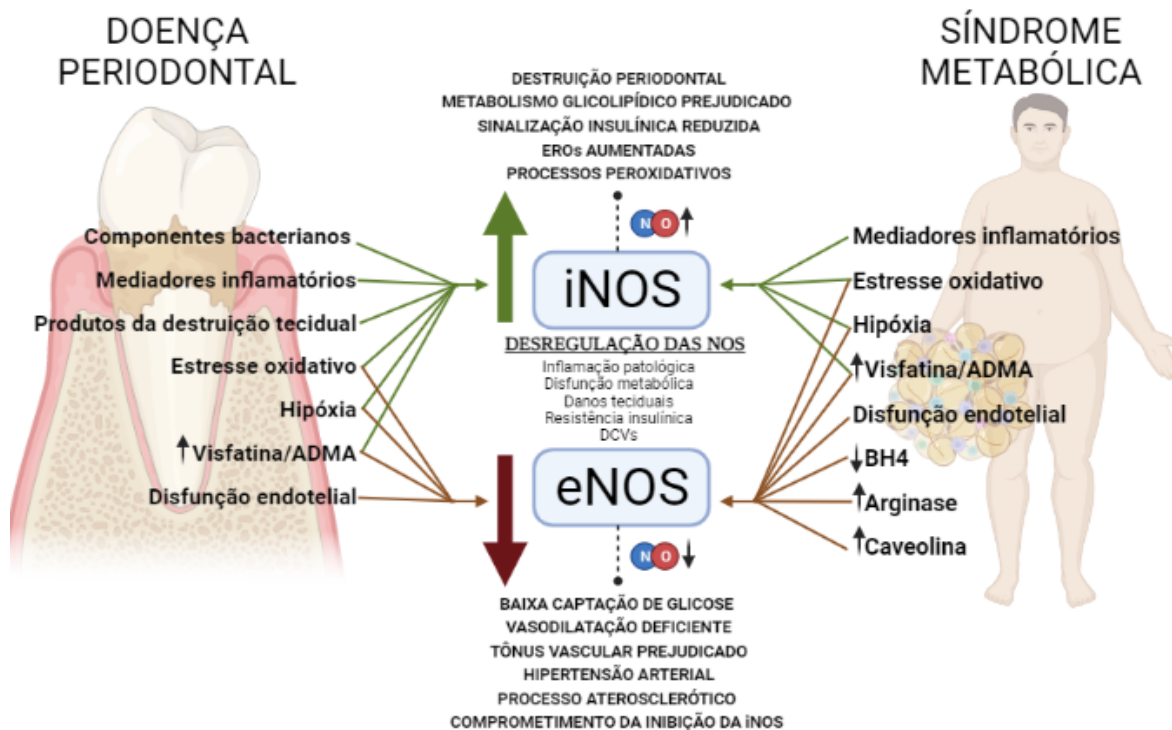 DOENÇA
PERIODONTAL
SÍNDROME
METABÓLICA
DESTRUIÇÃO PERIODONTAL
METABOLISMO GLICOLIPÍDICO PREJUDICADO
SINALIZAÇÃO INSULÍNICA REDUZIDA
EROs AUMENTADAS
PROCESSOS PEROXIDATIVOS
N O
Componentes bacterianos
Mediadores inflamatórios
Produtos da destruição tecidual
Estresse oxidativo
Hipóxia
↑Visfatina/ADMA
Disfunção endotelial
iNOS
DESREGULAÇÃO DAS NOS
Inflamação patológica
Disfunção metabólica
Danos teciduais
Resistência insulínica
DCVs
eNOS
Mediadores inflamatórios
Estresse oxidativo
Hipóxia
↑Visfatina/ADMA
Disfunção endotelial
↓BH4
↑Arginase
↑Caveolina
N O
BAIXA CAPTAÇÃO DE GLICOSE
VASODILATAÇÃO DEFICIENTE
TÔNUS VASCULAR PREJUDICADO
HIPERTENSÃO ARTERIAL
PROCESSO ATEROSCLERÓTICO
COMPROMETIMENTO DA INIBIÇÃO DA iNOS